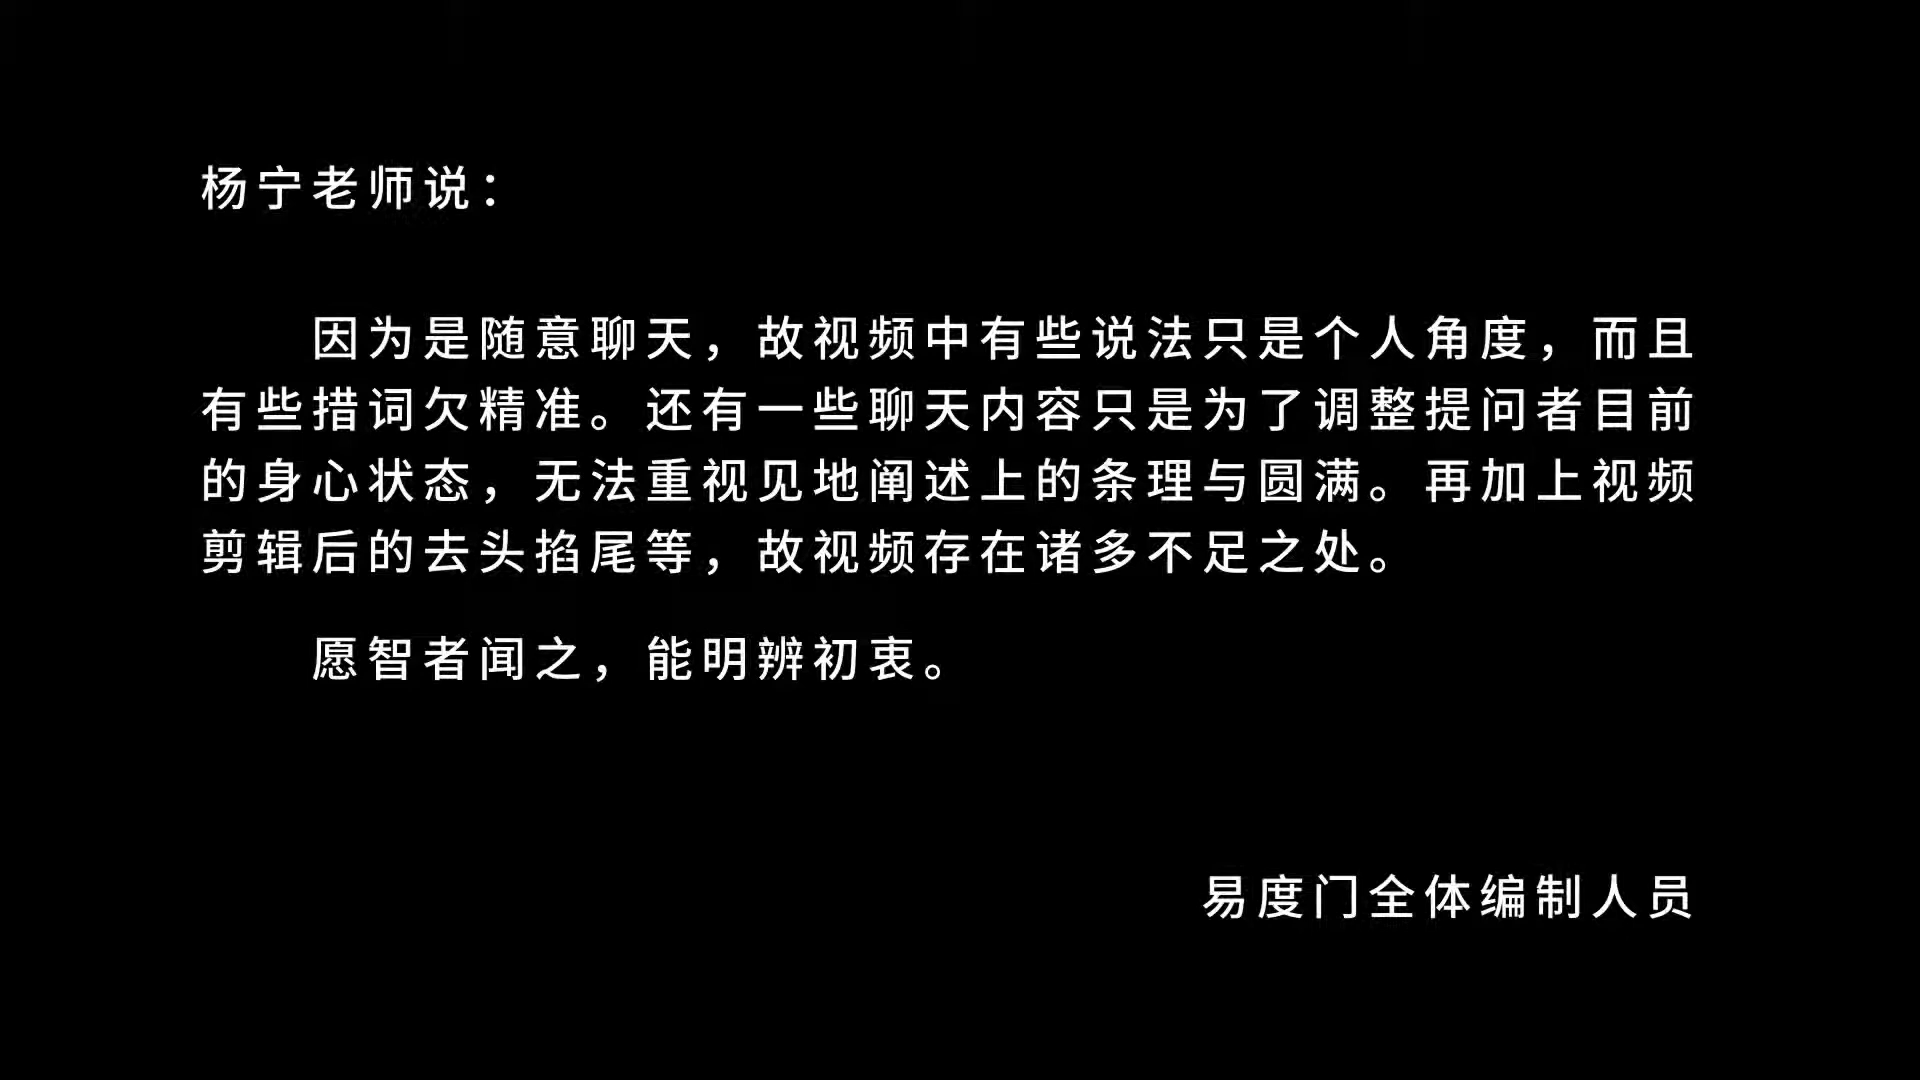 杨宁老师说：
因为是随意聊天，故视频中有些说法只是个人角度，而且
有些措词欠精准。还有一些聊天内容只是为了调整提问者目前
的身心状态，无法重视见地阐述上的条理与圆满。再加上视频
剪辑后的去头掐尾等，故视频存在诸多不足之处。
愿智者闻之，能明辨初衷。
易度门全体编制人员